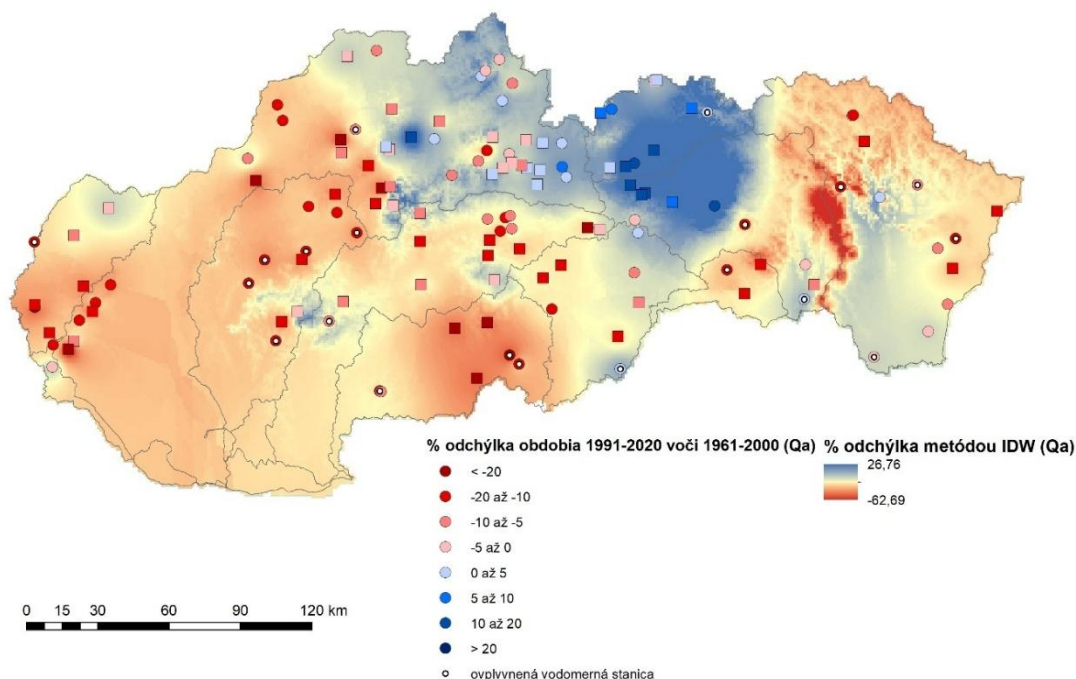 % odchýlka obdobia 1991-2020 voči 1961-2000 (Qa)
< -20
-20 až -10
-10 až -5
-5 až 0
0 až 5
5 až 10
10 až 20
> 20
ovplyvnená vodomerná stanica
% odchýlka metódou IDW (Qa)
26,76
-62,69
0 15 30 60 90 120 km